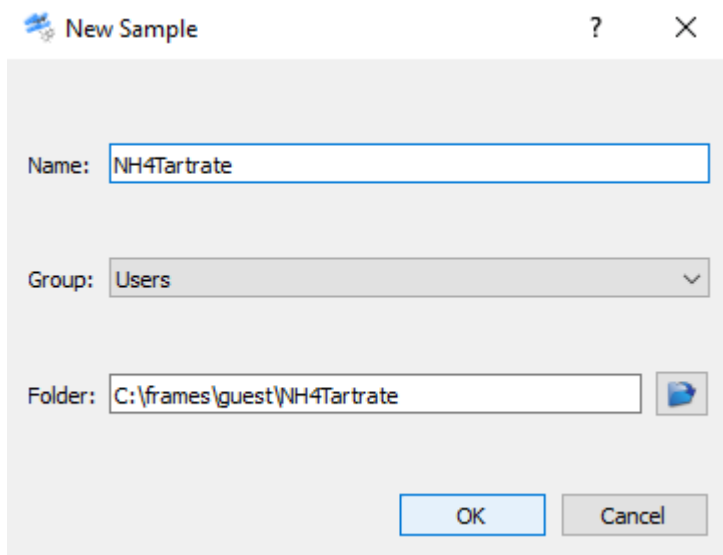 New Sample ?
Name: NH4Tartrate
Group: Users
Folder: C:\frames\guest\NH4Tartrate
OK Cancel